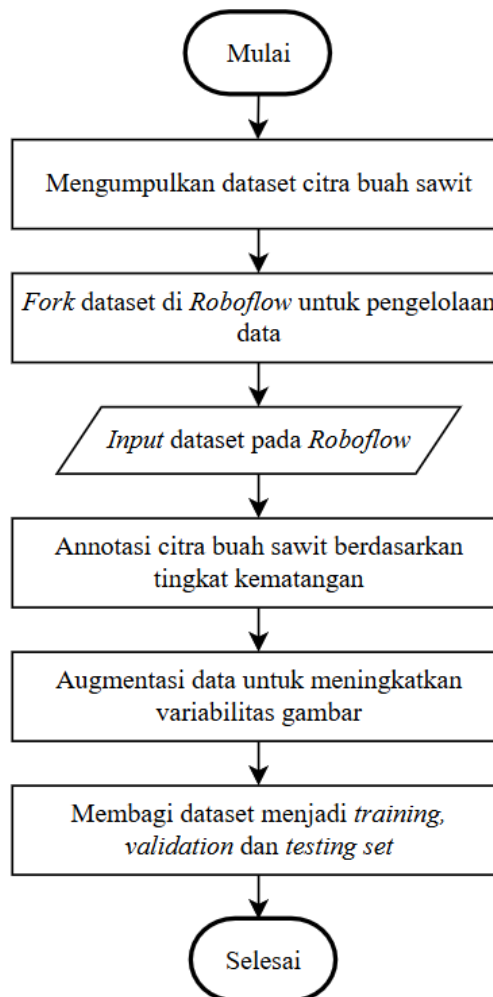 Mulai
Mengumpulkan dataset citra buah sawit
Fork dataset di Roboflow untuk pengelolaan
data
Input dataset pada Roboflow
Annotasi citra buah sawit berdasarkan
tingkat kematangan
Augmentasi data untuk meningkatkan
variabilitas gambar
Membagi dataset menjadi training,
validation dan testing set
Selesai